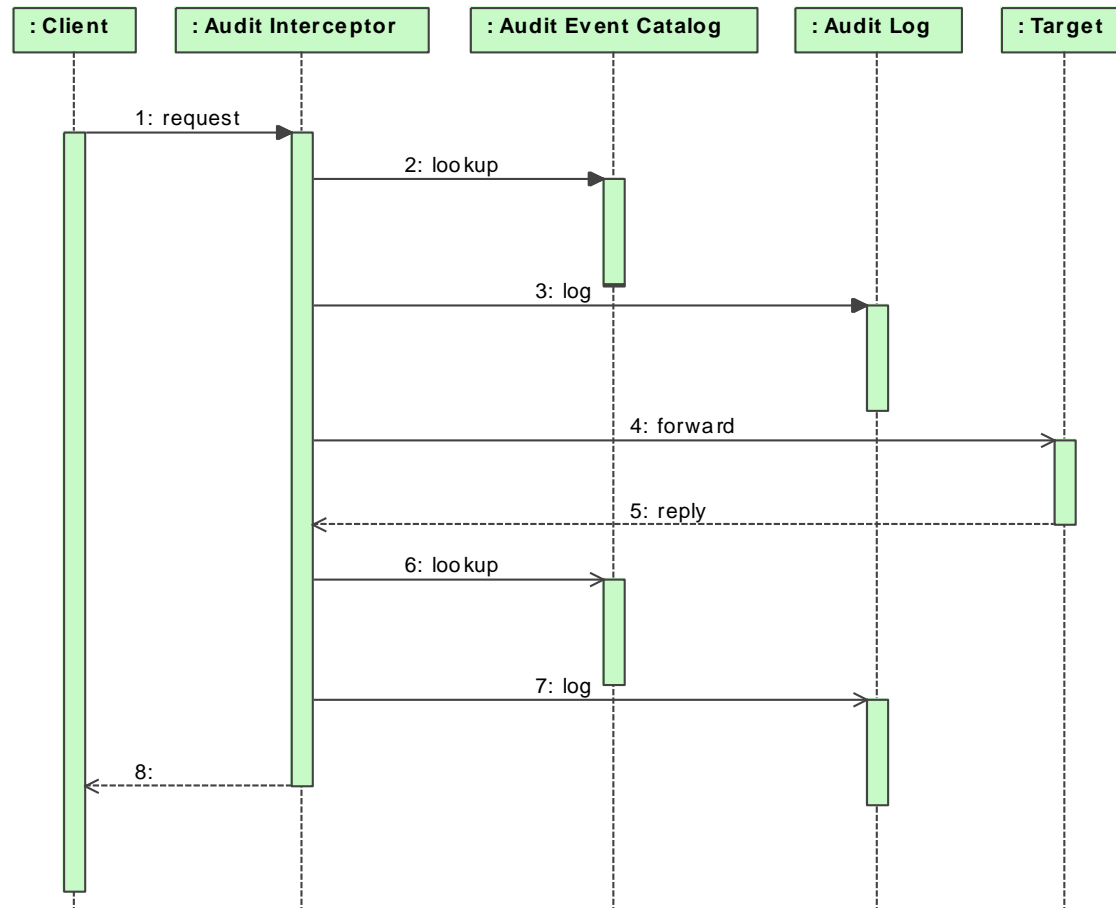 : Client
: Audit Interceptor
: Audit Event Catalog
: Audit Log
: Target
1: request
2: lookup
3: log
4: forward
5: reply
6: lookup
7: log
8: